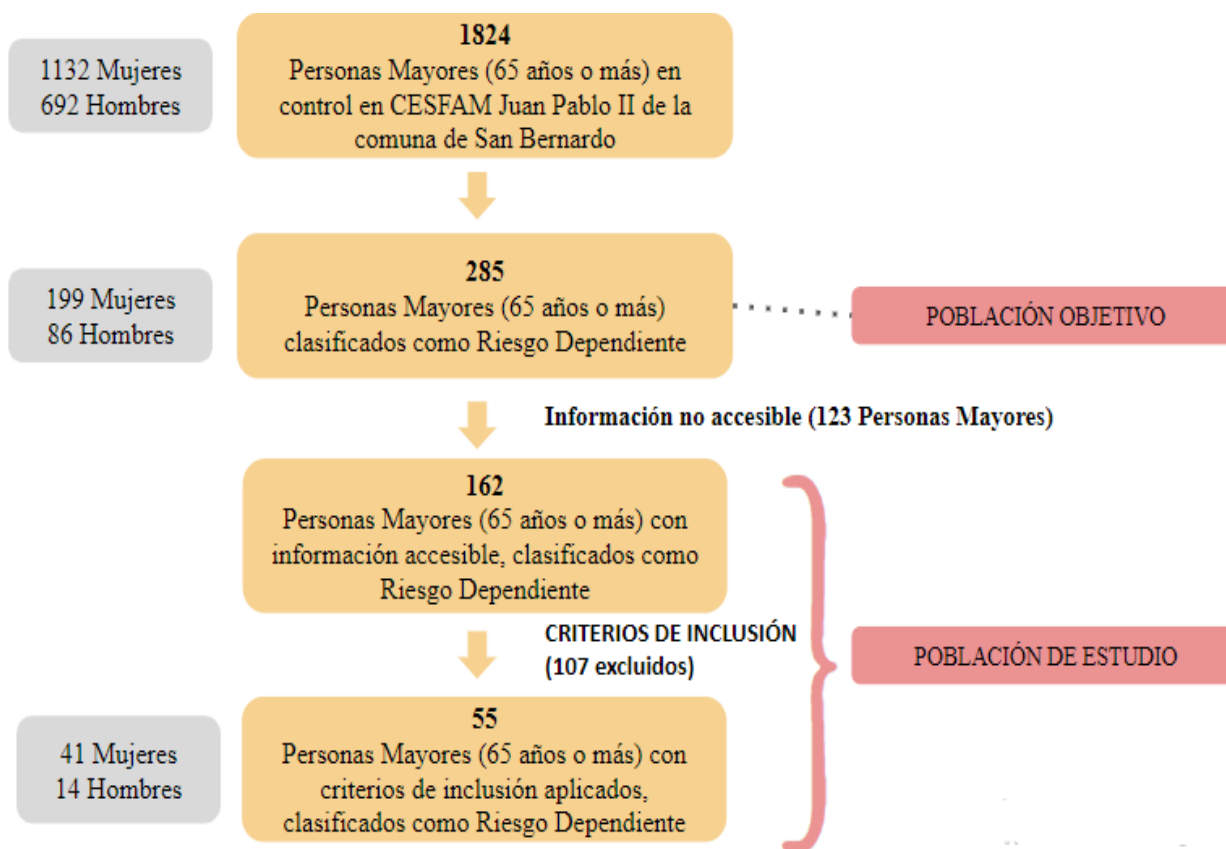 1132 Mujeres
692 Hombres
1824
Personas Mayores (65 años o más) en
control en CESFAM Juan Pablo II de la
comuna de San Bernardo
199 Mujeres
86 Hombres
285
Personas Mayores (65 años o más)
clasificados como Riesgo Dependiente
POBLACIÓN OBJETIVO
Información no accesible (123 Personas Mayores)
162
Personas Mayores (65 años o más) con
información accesible, clasificados como
Riesgo Dependiente
CRITERIOS DE INCLUSIÓN
(107 excluidos)
POBLACIÓN DE ESTUDIO
41 Mujeres
14 Hombres
55
Personas Mayores (65 años o más) con
criterios de inclusión aplicados,
clasificados como Riesgo Dependiente